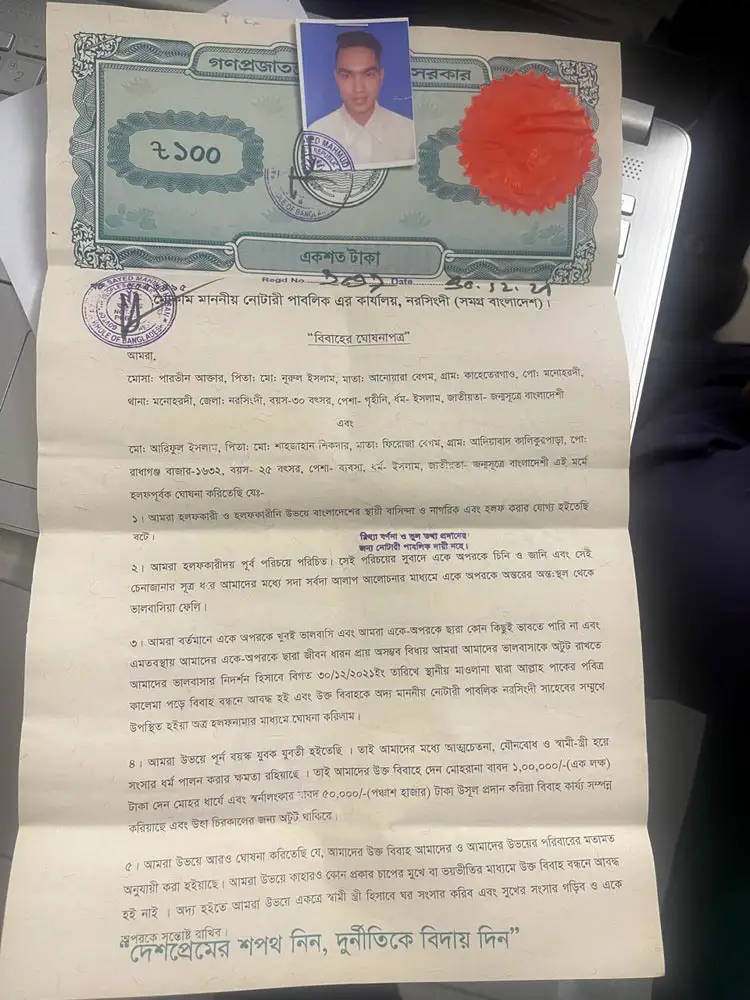 গণপ্রজাত সরকার
৳১০০
একশত টাকা
Regd No ৩৬৭১ Date 30.12.21
মোকাম মাননীয় নোটারী পাবলিক এর কার্যালয়, নরসিংদী (সমগ্র বাংলাদেশ)।
"বিবাহের ঘোষনাপত্র"
আমরা,
মোসা: পারভীন আক্তার, পিতা: মো: নূরুল ইসলাম, মাতা: আনোয়ারা বেগম, গ্রাম: কাহেতেরগাও, পো: মনোহরদী,
থানা: মনোহরদী, জেলা: নরসিংদী, বয়স-৩০ বৎসর, পেশা- গৃহীনি, র্ধম- ইসলাম, জাতীয়তা- জন্মসূত্রে বাংলাদেশী
এবং
মো: আরিফুল ইসলাম, পিতা: মো: শাহজাহান শিকদার, মাতা: ফিরোজা বেগম, গ্রাম: আদিয়াবাদ কালিকুরপাড়া, পো:
রাধাগঞ্জ বাজার-১৬৩২, বয়স- ২৫ বৎসর, পেশা- ব্যবসা, ধর্ম- ইসলাম, জাতীয়তা- জন্মসূত্রে বাংলাদেশী এই মর্মে
হলফপূর্বক ঘোষনা করিতেছি যে:-
১। আমরা হলফকারী ও হলফকারীনি উভয়ে বাংলাদেশের স্থায়ী বাসিন্দা ও নাগরিক এবং হলফ করার যোগ্য হইতেছি
বটে।
মিথ্যা বর্ণনা ও ভুল তথ্য প্রদানের
জন্য নোটারী পাবলিক দায়ী নহে।
২। আমরা হলফকারীদয় পূর্ব পরিচয়ে পরিচিত। সেই পরিচয়ের সুবাদে একে অপরকে চিনি ও জানি এবং সেই
চেনাজানার সূত্র ধরে আমাদের মধ্যে সদা সর্বদা আলাপ আলোচনার মাধ্যমে একে অপরকে অন্তরের অন্ত:স্থল থেকে
ভালবাসিয়া ফেলি।
৩। আমরা বর্তমানে একে অপরকে খুবই ভালবাসি এবং আমরা একে-অপরকে ছারা কোন কিছুই ভাবতে পারি না এবং
এমতবস্থায় আমাদের একে-অপরকে ছারা জীবন ধারন প্রায় অসম্ভব বিধায় আমরা আমাদের ভালবাসাকে অটুট রাখতে
আমাদের ভালবাসার নিদর্শন হিসাবে বিগত ৩০/১২/২০২১ইং তারিখে স্থানীয় মাওলানা দ্বারা আল্লাহ পাকের পবিত্র
কালেমা পড়ে বিবাহ বন্ধনে আবদ্ধ হই এবং উক্ত বিবাহকে অদ্য মাননীয় নোটারী পাবলিক নরসিংদী সাহেবের সম্মুখে
উপস্থিত হইয়া অত্র হলফনামার মাধ্যমে ঘোষনা করিলাম।
৪। আমরা উভয়ে পূর্ন বয়স্ক যুবক যুবতী হইতেছি । তাই আমাদের মধ্যে আত্মচেতনা, যৌনবোধ ও স্বামী-স্ত্রী হয়ে
সংসার ধর্ম পালন করার ক্ষমতা রহিয়াছে । তাই আমাদের উক্ত বিবাহে দেন মোহরানা বাবদ ১,০০,০০০/-(এক লক্ষ)
টাকা দেন মোহর ধার্যে এবং স্বর্নালংকার বাবদ ৫০,০০০/-(পঞ্চাশ হাজার) টাকা উসূল প্রদান করিয়া বিবাহ কার্য্য সম্পন্ন
করিয়াছে এবং উহা চিরকালের জন্য অটুট থাকিবে।
৫। আমরা উভয়ে আরও ঘোষনা করিতেছি যে, আমাদের উক্ত বিবাহ আমাদের ও আমাদের উভয়ের পরিবারের মতামত
অনুযায়ী করা হইয়াছে। আমরা উভয়ে কাহারও কোন প্রকার চাপের মুখে বা ভয়ভীতির মাধ্যমে উক্ত বিবাহ বন্ধনে আবদ্ধ
হই নাই । অদ্য হইতে আমরা উভয়ে একত্রে স্বামী স্ত্রী হিসাবে ঘর সংসার করিব এবং সুখের সংসার গড়িব ও একে
অপরকে সন্তোষ্ট রাখিব।
"দেশপ্রেমের শপথ নিন, দুর্নীতিকে বিদায় দিন"